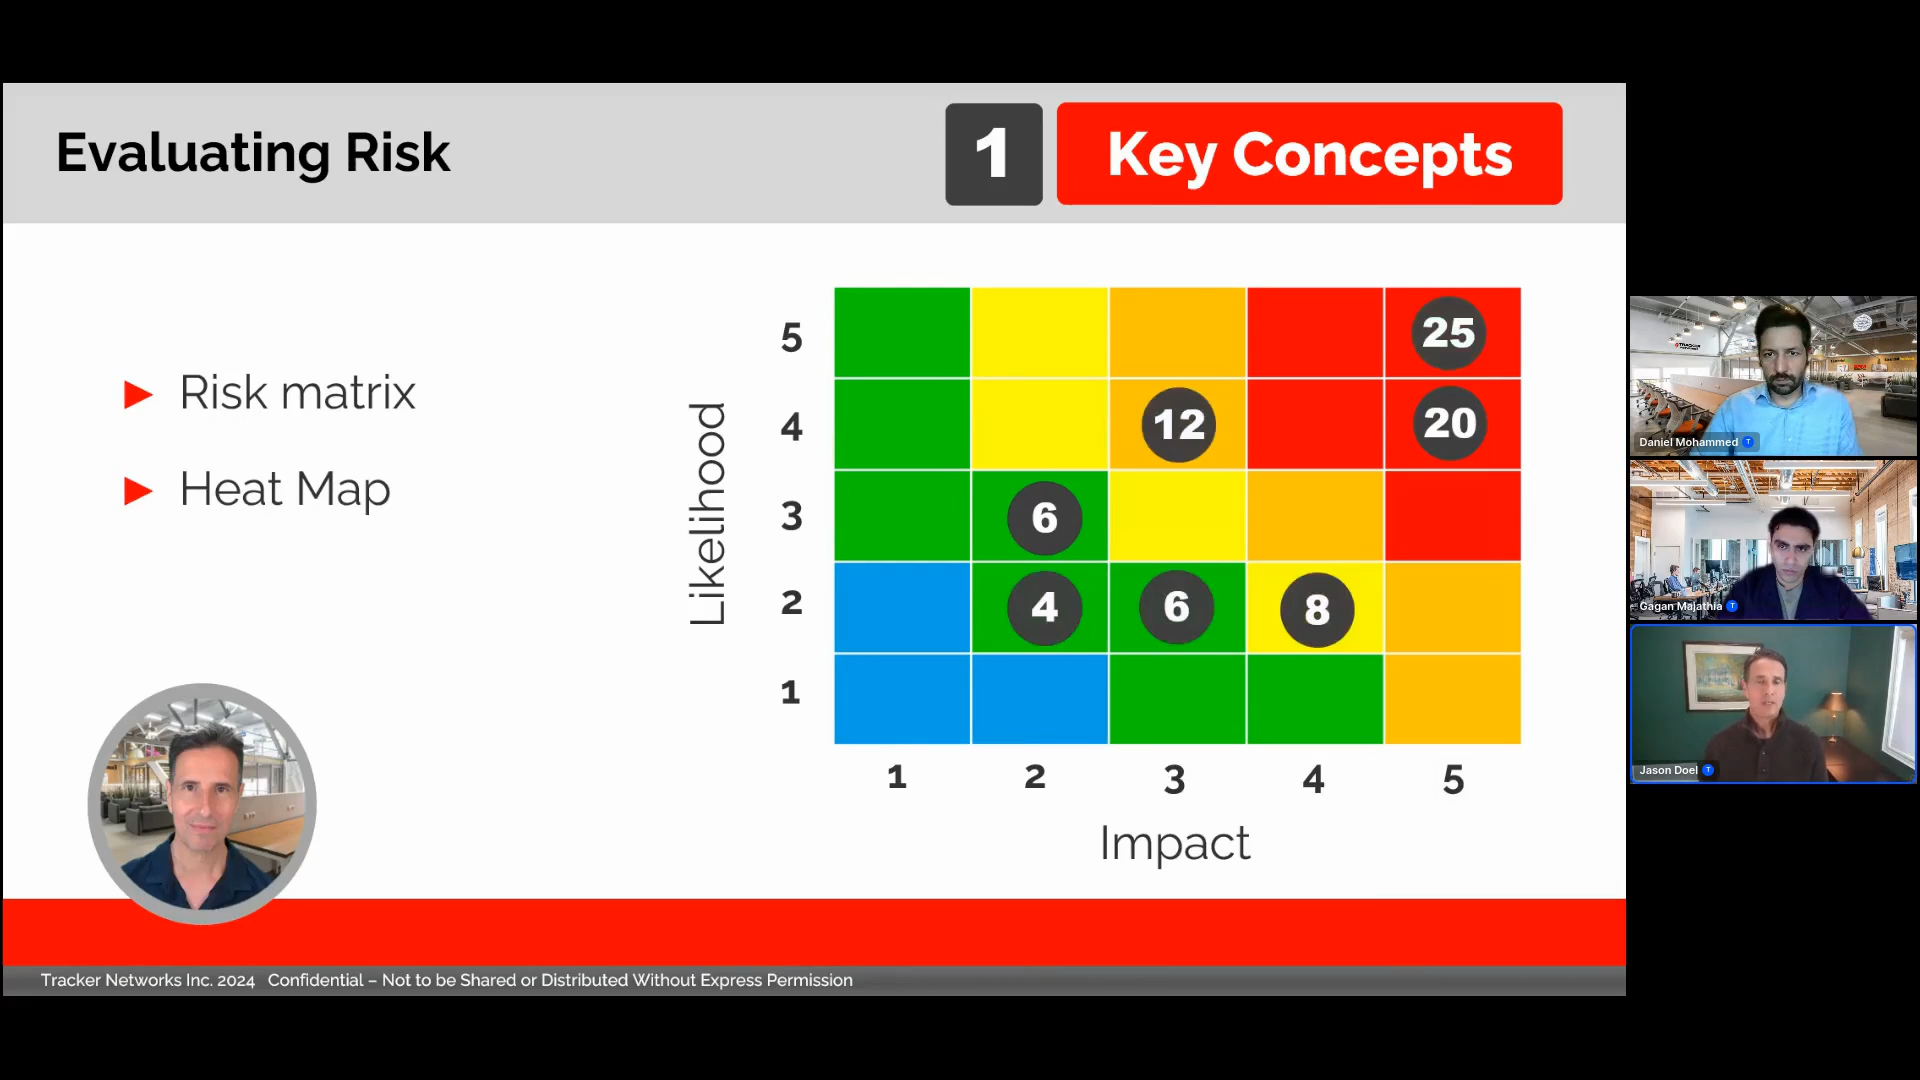 Evaluating Risk
1
Key Concepts
Risk matrix
Heat Map
Likelihood
5
25
4
12
20
3
6
2
4
6
8
1
1
2
3
4
5
Impact
Tracker Networks Inc. 2024 Confidential – Not to be Shared or Distributed Without Express Permission
TRACKER
Daniel Mohammed
Gagan Majathia
Jason Doel